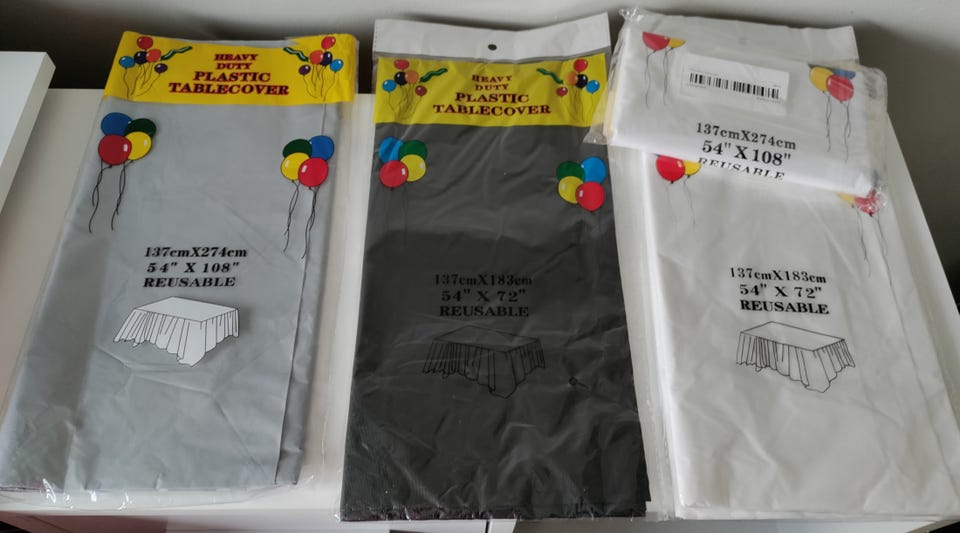 HEAVY
DUTY
PLASTIC
TABLECOVER
137cmX274cm
54" X 108"
REUSABLE
HEAVY
DUTY
PLASTIC
TABLECOVER
137cmX183cm
54" X 72"
REUSABLE
137cmX274cm
54" X 108"
REUSABLE
137cmX183cm
54" X 72"
REUSABLE